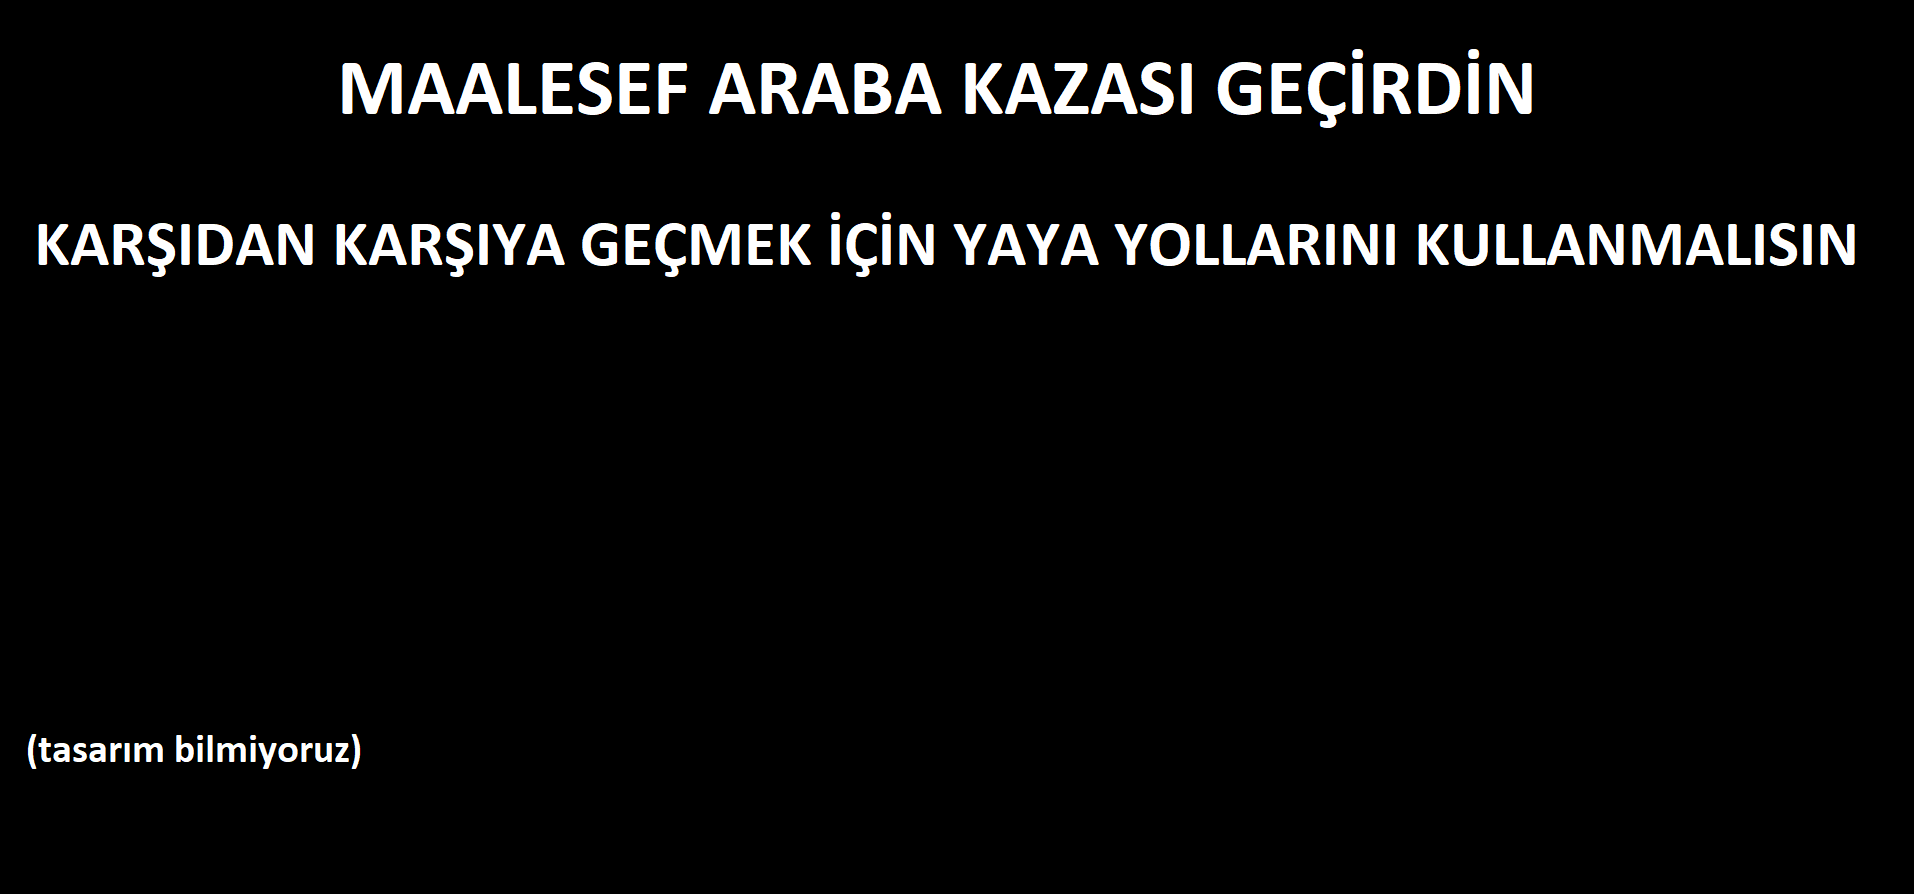 MAALESEF ARABA KAZASI GEÇİRDİN
KARŞIDAN KARŞIYA GEÇMEK İÇİN YAYA YOLLARINI KULLANMALISIN
(tasarım bilmiyoruz)